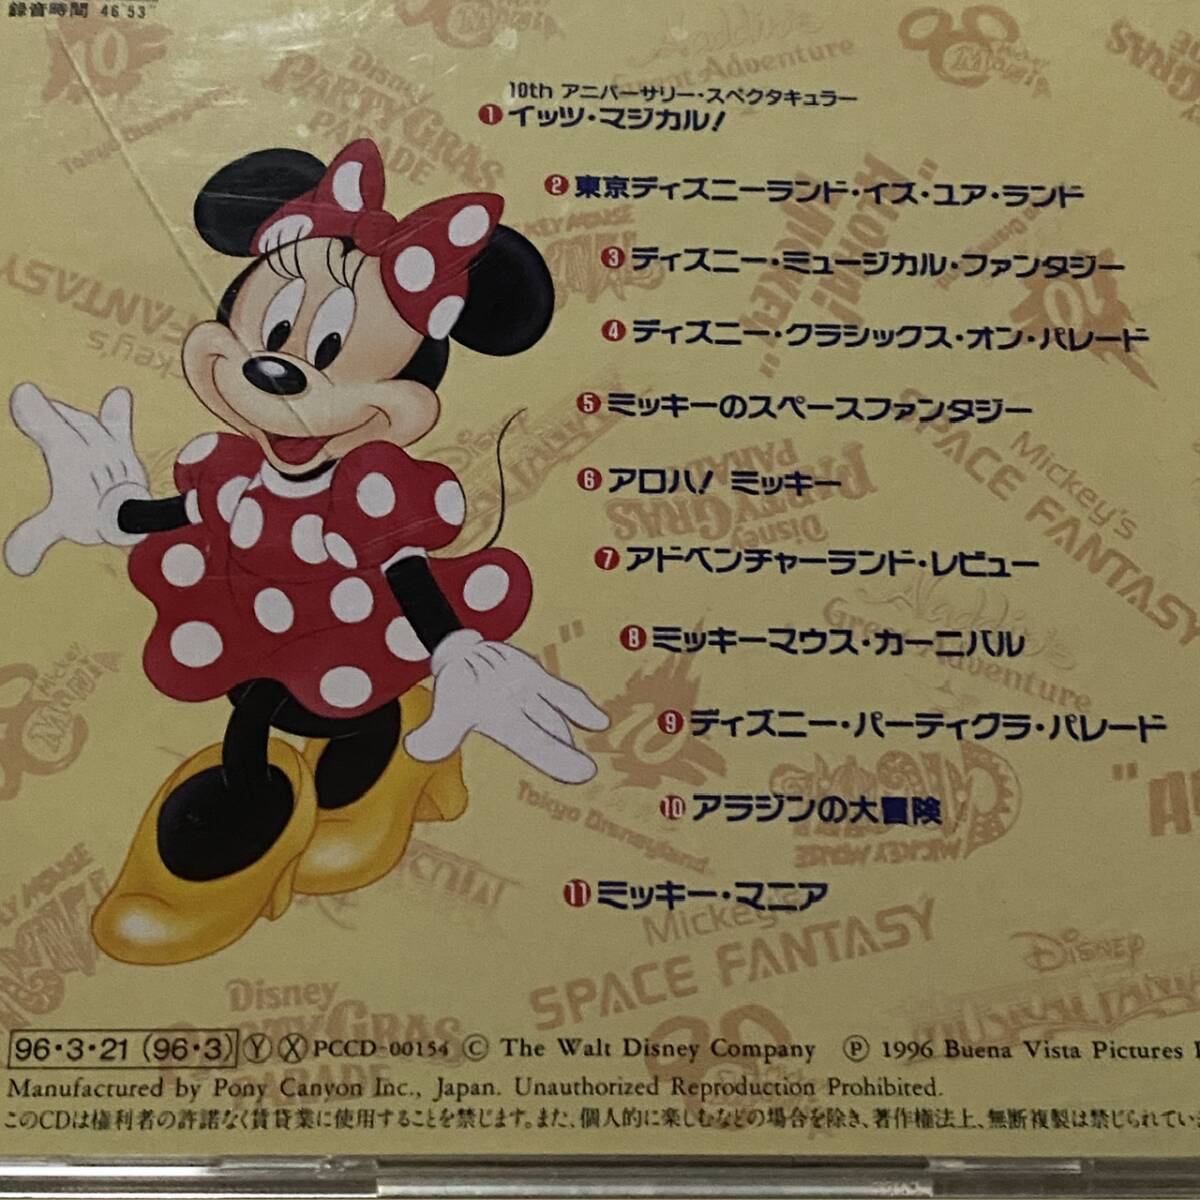 録音時間 46'53"
10th アニバーサリー・スペクタキュラー
1 イッツ・マジカル!
2 東京ディズニーランド・イズ・ユア・ランド
3 ディズニー・ミュージカル・ファンタジー
4 ディズニー・クラシックス・オン・パレード
5 ミッキーのスペースファンタジー
6 アロハ! ミッキー
7 アドベンチャーランド・レビュー
8 ミッキーマウス・カーニバル
9 ディズニー・パーティグラ・パレード
10 アラジンの大冒険
11 ミッキー・マニア
Mickey's
SPACE FANTASY
Disney
PARTY GRAS
PARADE
Tokyo Disneyland
96・3・21 (96・3) Ⓨ Ⓧ PCCD-00154 © The Walt Disney Company ℗ 1996 Buena Vista Pictures
Manufactured by Pony Canyon Inc., Japan. Unauthorized Reproduction Prohibited.
このCDは権利者の許諾なく賃貸業に使用することを禁じます。また、個人的に楽しむなどの場合を除き、著作権法上、無断複製は禁じられてい